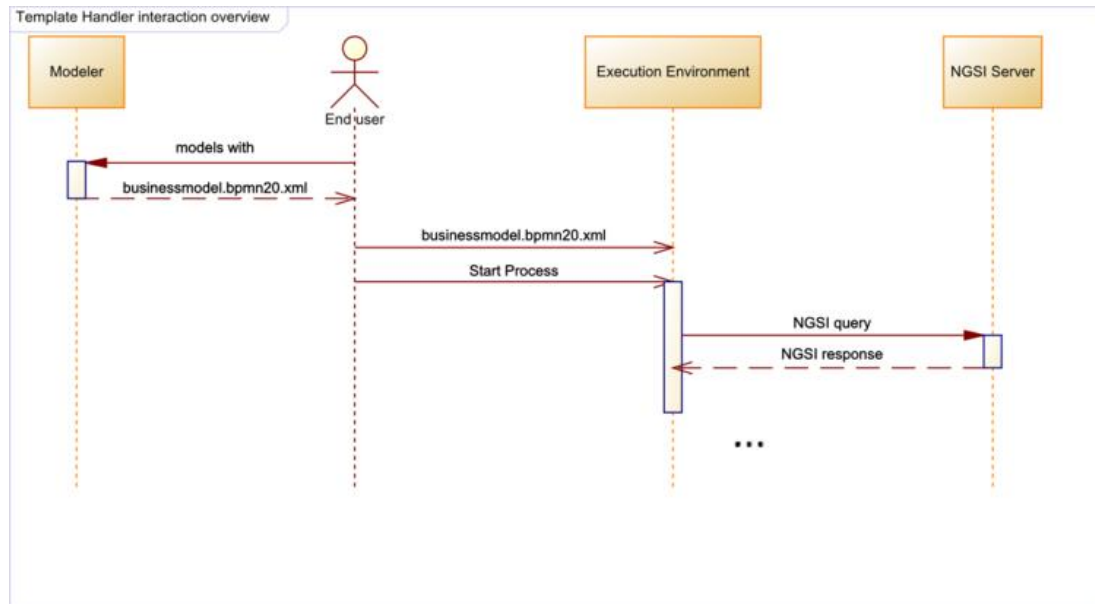 Template Handler interaction overview
Modeler
End user
Execution Environment
NGSI Server
models with
businessmodel.bpmn20.xml
businessmodel.bpmn20.xml
Start Process
NGSI query
NGSI response
...